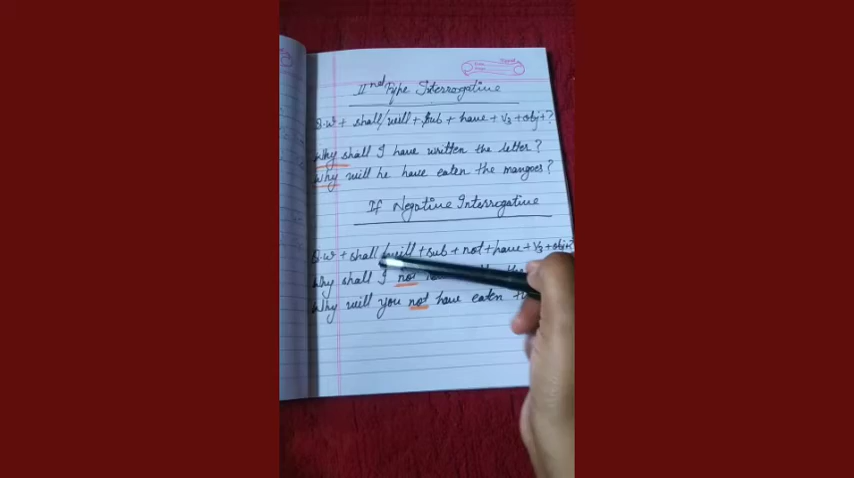 IInd Type Interrogative
Q.w + shall/will + sub + have + V3 + obj + ?
Why shall I have written the letter?
Why will he have eaten the mangoes?
If Negative Interrogative
Q.w + shall/will + sub + not + have + V3 + obj + ?
Why shall I not
Why will you not have eaten